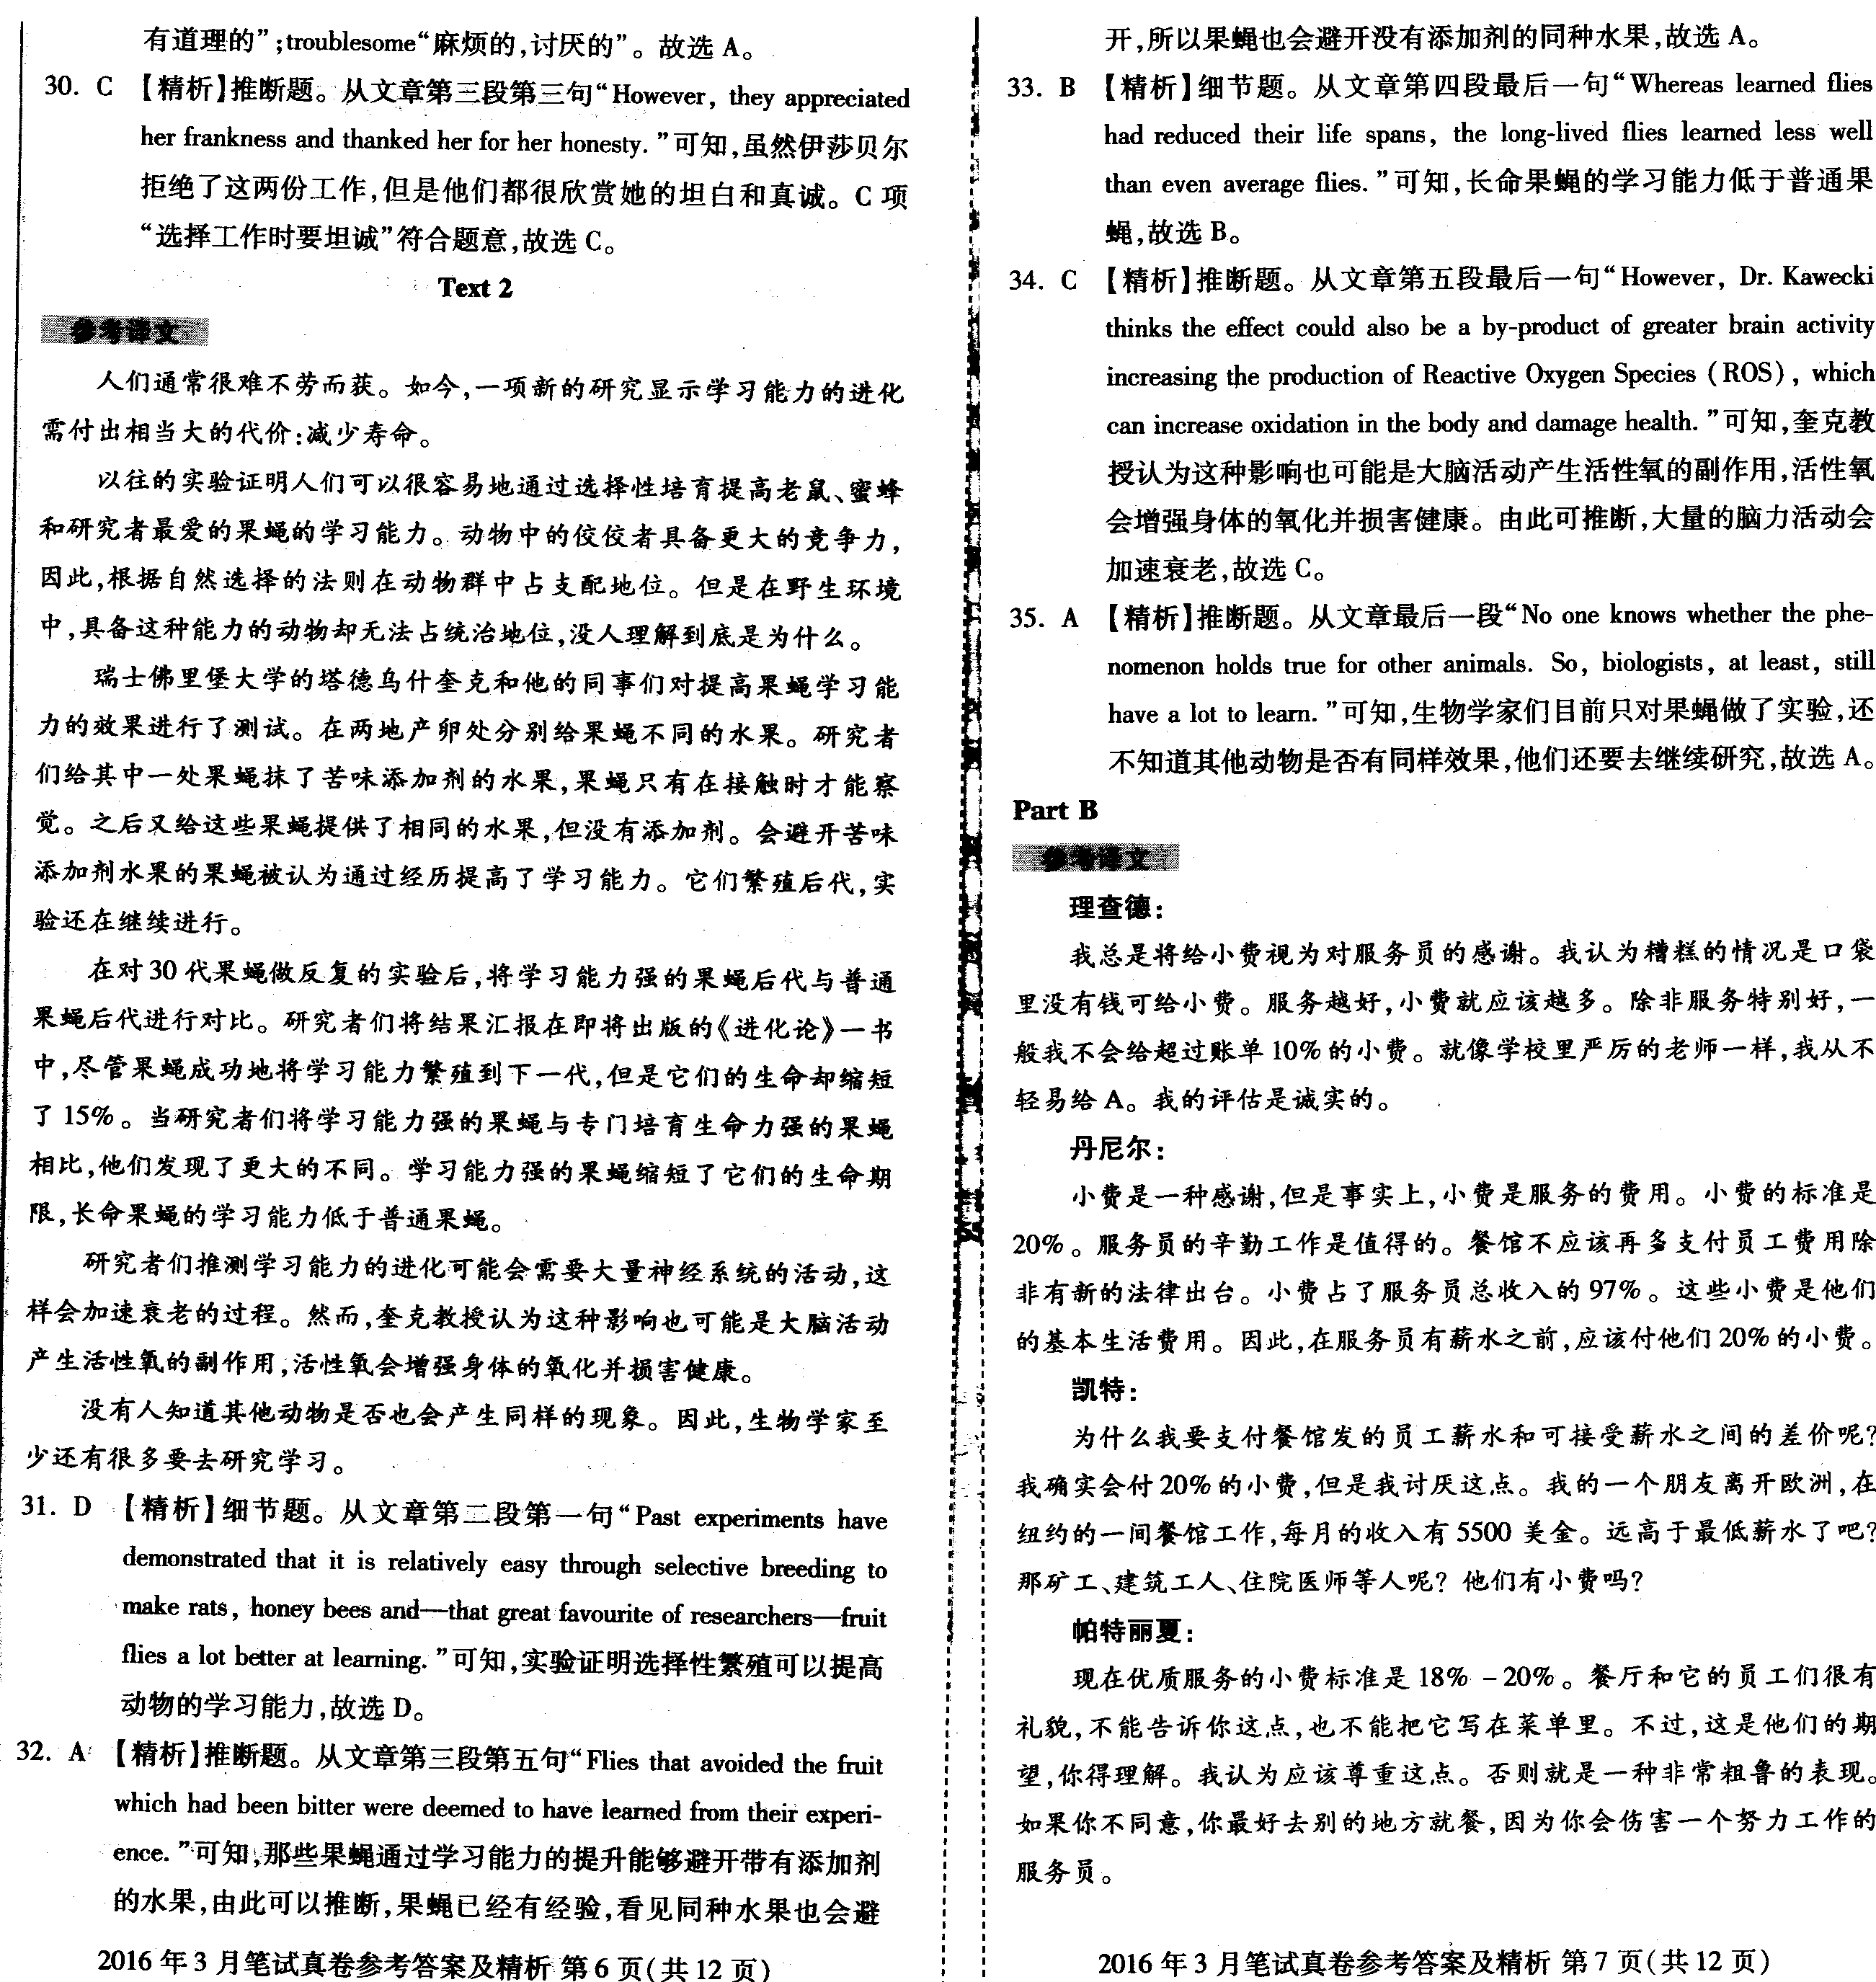 有道理的”;troublesome“麻烦的,讨厌的”。故选 A。
30. C 【精析】推断题。从文章第三段第三句“However, they appreciated
her frankness and thanked her for her honesty. ”可知,虽然伊莎贝尔
拒绝了这两份工作,但是他们都很欣赏她的坦白和真诚。C 项
“选择工作时要坦诚”符合题意,故选 C。
Text 2
参考译文
人们通常很难不劳而获。如今,一项新的研究显示学习能力的进化
需付出相当大的代价:减少寿命。
以往的实验证明人们可以很容易地通过选择性培育提高老鼠、蜜蜂
和研究者最爱的果蝇的学习能力。动物中的佼佼者具备更大的竞争力,
因此,根据自然选择的法则在动物群中占支配地位。但是在野生环境
中,具备这种能力的动物却无法占统治地位,没人理解到底是为什么。
瑞士佛里堡大学的塔德乌什奎克和他的同事们对提高果蝇学习能
力的效果进行了测试。在两地产卵处分别给果蝇不同的水果。研究者
们给其中一处果蝇抹了苦味添加剂的水果,果蝇只有在接触时才能察
觉。之后又给这些果蝇提供了相同的水果,但没有添加剂。会避开苦味
添加剂水果的果蝇被认为通过经历提高了学习能力。它们繁殖后代,实
验还在继续进行。
在对 30 代果蝇做反复的实验后,将学习能力强的果蝇后代与普通
果蝇后代进行对比。研究者们将结果汇报在即将出版的《进化论》一书
中,尽管果蝇成功地将学习能力繁殖到下一代,但是它们的生命却缩短
了 15%。当研究者们将学习能力强的果蝇与专门培育生命力强的果蝇
相比,他们发现了更大的不同。学习能力强的果蝇缩短了它们的生命期
限,长命果蝇的学习能力低于普通果蝇。
研究者们推测学习能力的进化可能会需要大量神经系统的活动,这
样会加速衰老的过程。然而,奎克教授认为这种影响也可能是大脑活动
产生活性氧的副作用,活性氧会增强身体的氧化并损害健康。
没有人知道其他动物是否也会产生同样的现象。因此,生物学家至
少还有很多要去研究学习。
31. D 【精析】细节题。从文章第二段第一句“Past experiments have
demonstrated that it is relatively easy through selective breeding to
make rats, honey bees and—that great favourite of researchers—fruit
flies a lot better at learning. ”可知,实验证明选择性繁殖可以提高
动物的学习能力,故选 D。
32. A 【精析】推断题。从文章第三段第五句“Flies that avoided the fruit
which had been bitter were deemed to have learned from their experi-
ence. ”可知,那些果蝇通过学习能力的提升能够避开带有添加剂
的水果,由此可以推断,果蝇已经有经验,看见同种水果也会避
2016 年 3 月笔试真卷参考答案及精析 第 6 页(共 12 页)
开,所以果蝇也会避开没有添加剂的同种水果,故选 A。
33. B 【精析】细节题。从文章第四段最后一句“Whereas learned flies
had reduced their life spans, the long-lived flies learned less well
than even average flies. ”可知,长命果蝇的学习能力低于普通果
蝇,故选 B。
34. C 【精析】推断题。从文章第五段最后一句“However, Dr. Kawecki
thinks the effect could also be a by-product of greater brain activity
increasing the production of Reactive Oxygen Species (ROS), which
can increase oxidation in the body and damage health. ”可知,奎克教
授认为这种影响也可能是大脑活动产生活性氧的副作用,活性氧
会增强身体的氧化并损害健康。由此可推断,大量的脑力活动会
加速衰老,故选 C。
35. A 【精析】推断题。从文章最后一段“No one knows whether the phe-
nomenon holds true for other animals. So, biologists, at least, still
have a lot to learn. ”可知,生物学家们目前只对果蝇做了实验,还
不知道其他动物是否有同样效果,他们还要去继续研究,故选 A。
Part B
参考译文
理查德:
我总是将给小费视为对服务员的感谢。我认为糟糕的情况是口袋
里没有钱可给小费。服务越好,小费就应该越多。除非服务特别好,一
般我不会给超过账单 10% 的小费。就像学校里严厉的老师一样,我从不
轻易给 A。我的评估是诚实的。
丹尼尔:
小费是一种感谢,但是事实上,小费是服务的费用。小费的标准是
20%。服务员的辛勤工作是值得的。餐馆不应该再多支付员工费用除
非有新的法律出台。小费占了服务员总收入的 97%。这些小费是他们
的基本生活费用。因此,在服务员有薪水之前,应该付他们 20% 的小费。
凯特:
为什么我要支付餐馆发的员工薪水和可接受薪水之间的差价呢?
我确实会付 20% 的小费,但是我讨厌这点。我的一个朋友离开欧洲,在
纽约的一间餐馆工作,每月的收入有 5500 美金。远高于最低薪水了吧?
那矿工、建筑工人、住院医师等人呢? 他们有小费吗?
帕特丽夏:
现在优质服务的小费标准是 18% - 20%。餐厅和它的员工们很有
礼貌,不能告诉你这点,也不能把它写在菜单里。不过,这是他们的期
望,你得理解。我认为应该尊重这点。否则就是一种非常粗鲁的表现。
如果你不同意,你最好去别的地方就餐,因为你会伤害一个努力工作的
服务员。
2016 年 3 月笔试真卷参考答案及精析 第 7 页(共 12 页)